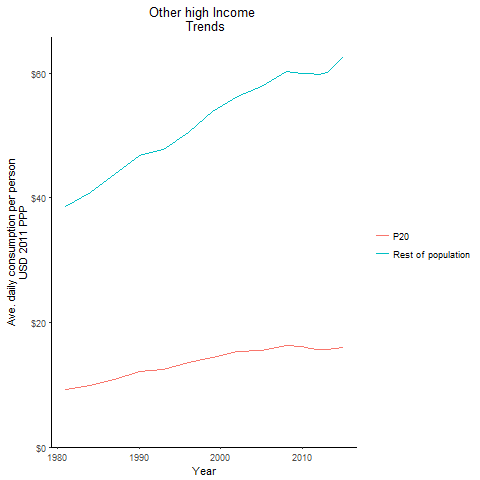 Other high Income
Trends
Ave. daily consumption per person
USD 2011 PPP
$60
$40
$20
$0
1980
1990
2000
2010
Year
P20
Rest of population